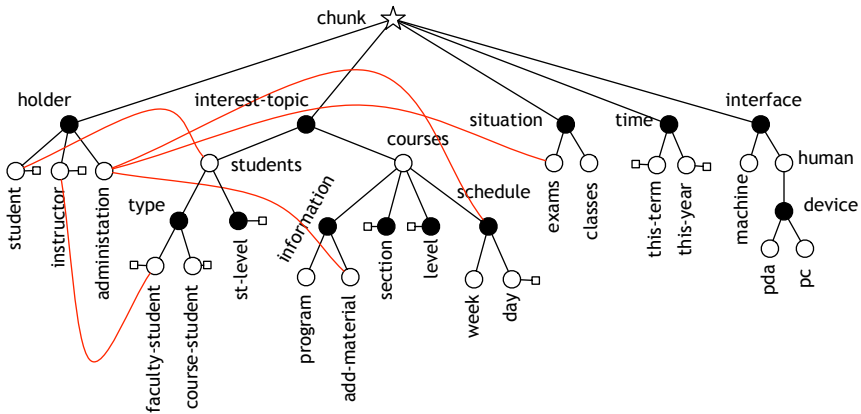 chunk
holder
interest-topic
situation
time
interface
courses
students
human
student
instructor
administation
type
st-level
information
section
level
schedule
exams
classes
this-term
this-year
machine
device
faculty-student
course-student
program
add-material
week
day
pda
pc